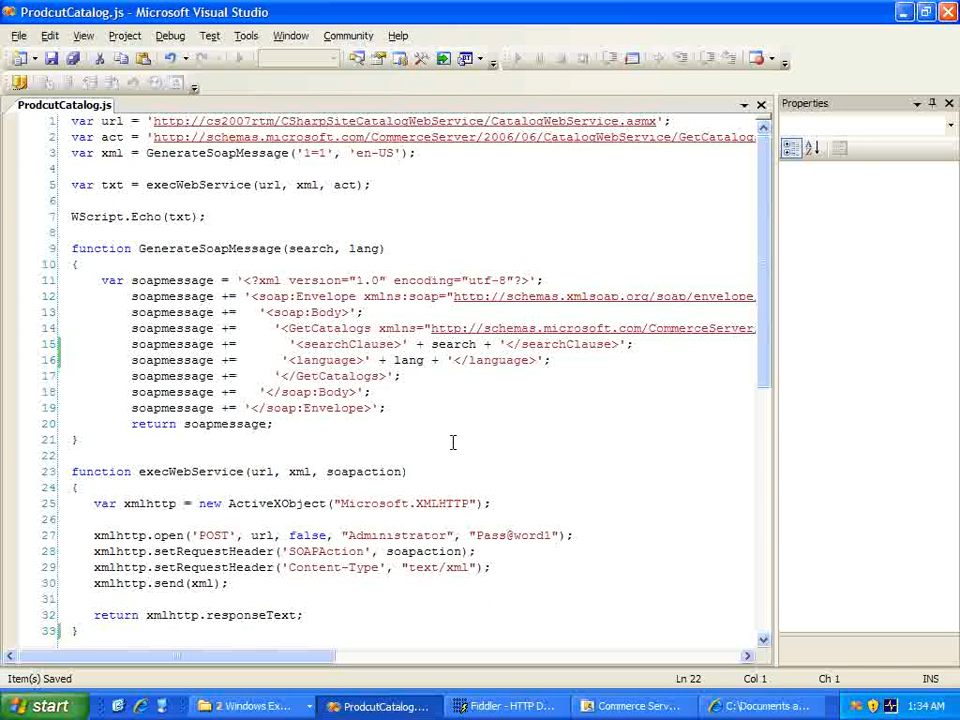 ProdcutCatalog.js - Microsoft Visual Studio
File Edit View Project Debug Test Tools Window Community Help
ProdcutCatalog.js
Properties
1 var url = 'http://cs2007rtm/CSharpSiteCatalogWebService/CatalogWebService.asmx';
2 var act = 'http://schemas.microsoft.com/CommerceServer/2006/06/CatalogWebService/GetCatalog
3 var xml = GenerateSoapMessage('1=1', 'en-US');
4
5 var txt = execWebService(url, xml, act);
6
7 WScript.Echo(txt);
8
9 function GenerateSoapMessage(search, lang)
10 {
11 var soapmessage = '<?xml version="1.0" encoding="utf-8"?>';
12 soapmessage += '<soap:Envelope xmlns:soap="http://schemas.xmlsoap.org/soap/envelope
13 soapmessage += '<soap:Body>';
14 soapmessage += '<GetCatalogs xmlns="http://schemas.microsoft.com/CommerceServer
15 soapmessage += '<searchClause>' + search + '</searchClause>';
16 soapmessage += '<language>' + lang + '</language>';
17 soapmessage += '</GetCatalogs>';
18 soapmessage += '</soap:Body>';
19 soapmessage += '</soap:Envelope>';
20 return soapmessage;
21 }
22
23 function execWebService(url, xml, soapaction)
24 {
25 var xmlhttp = new ActiveXObject("Microsoft.XMLHTTP");
26
27 xmlhttp.open('POST', url, false, "Administrator", "Pass@word1");
28 xmlhttp.setRequestHeader('SOAPAction', soapaction);
29 xmlhttp.setRequestHeader('Content-Type', "text/xml");
30 xmlhttp.send(xml);
31
32 return xmlhttp.responseText;
33 }
Item(s) Saved Ln 22 Col 1 Ch 1 INS
start 2 Windows Ex... ProdcutCatalog.... Fiddler - HTTP D... Commerce Serv... C:\Documents a... 1:34 AM